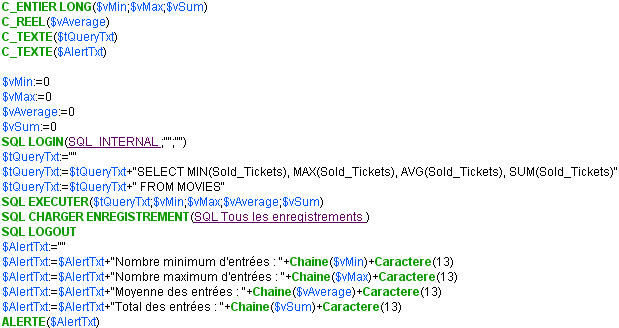 C_ENTIER LONG($vMin;$vMax;$vSum)
C_REEL($vAverage)
C_TEXTE($tQueryTxt)
C_TEXTE($AlertTxt)
$vMin:=0
$vMax:=0
$vAverage:=0
$vSum:=0
SQL LOGIN(SQL_INTERNAL ;"";"")
$tQueryTxt:=""
$tQueryTxt:=$tQueryTxt+"SELECT MIN(Sold_Tickets), MAX(Sold_Tickets), AVG(Sold_Tickets), SUM(Sold_Tickets)"
$tQueryTxt:=$tQueryTxt+" FROM MOVIES"
SQL EXECUTER($tQueryTxt;$vMin;$vMax;$vAverage;$vSum)
SQL CHARGER ENREGISTREMENT(SQL Tous les enregistrements )
SQL LOGOUT
$AlertTxt:=""
$AlertTxt:=$AlertTxt+"Nombre minimum d'entrées : "+Chaine($vMin)+Caractere(13)
$AlertTxt:=$AlertTxt+"Nombre maximum d'entrées : "+Chaine($vMax)+Caractere(13)
$AlertTxt:=$AlertTxt+"Moyenne des entrées : "+Chaine($vAverage)+Caractere(13)
$AlertTxt:=$AlertTxt+"Total des entrées : "+Chaine($vSum)+Caractere(13)
ALERTE($AlertTxt)